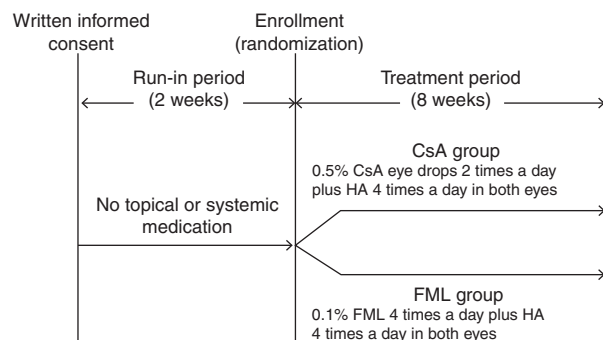 Written informed
consent
Enrollment
(randomization)
Run-in period
(2 weeks)
Treatment period
(8 weeks)
No topical or systemic
medication
CsA group
0.5% CsA eye drops 2 times a day
plus HA 4 times a day in both eyes
FML group
0.1% FML 4 times a day plus HA
4 times a day in both eyes